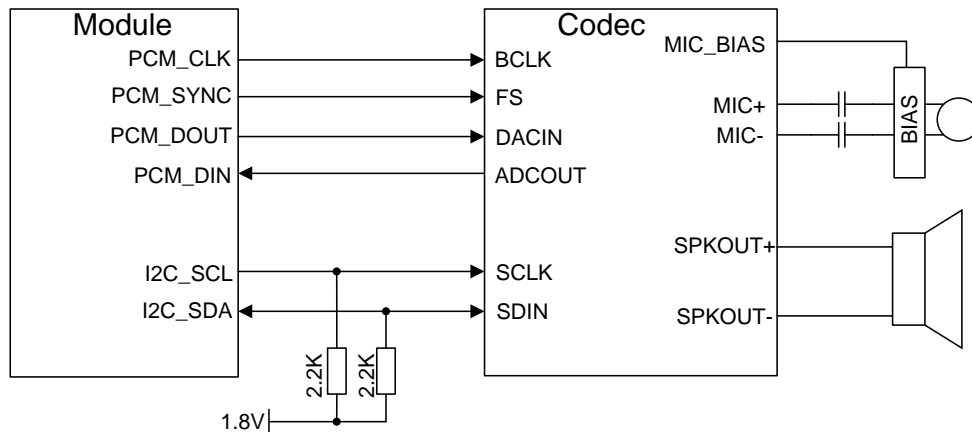 Module
Codec
PCM_CLK
BCLK
MIC_BIAS
PCM_SYNC
FS
MIC+
PCM_DOUT
DACIN
MIC-
BIAS
PCM_DIN
ADCOUT
SPKOUT+
I2C_SCL
SCLK
I2C_SDA
SDIN
SPKOUT-
2.2K
2.2K
1.8V